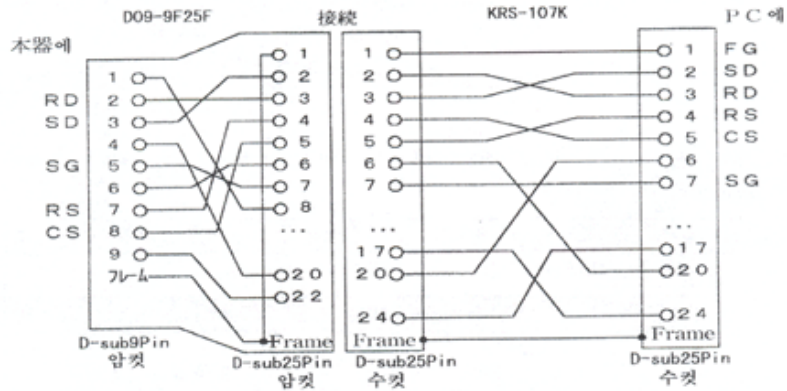 D09-9F25F 接続 KRS-107K PC에
本器에
1 1 1 1 FG
2 2 2 2 SD
RD 2 3 3 3 RD
SD 3 4 4 4 RS
4 5 5 5 CS
SG 5 6 6 6
6 7 7 7 SG
RS 7 8
CS 8 ... ... ...
9 20 17 17
フレーム 22 20 20
24 24
Frame Frame Frame
D-sub9Pin D-sub25Pin D-sub25Pin D-sub25Pin
암컷 암컷 수컷 수컷